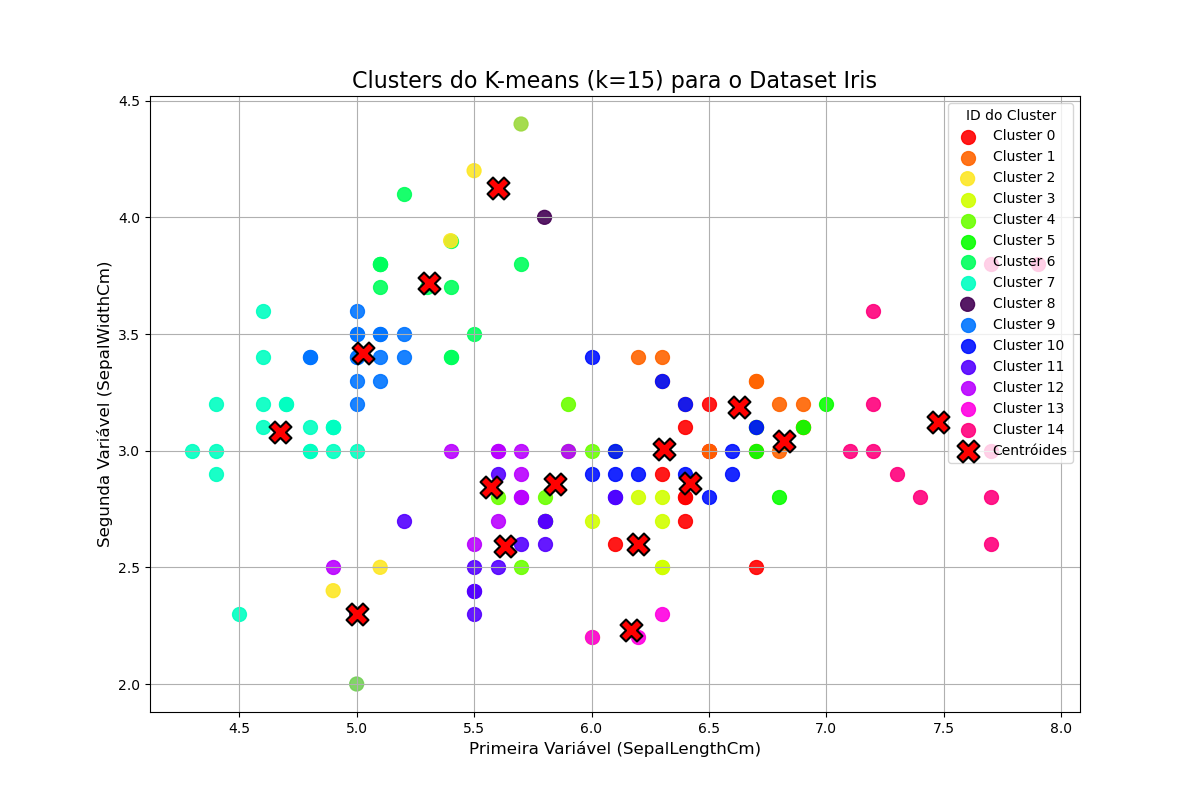 Clusters do K-means (k=15) para o Dataset Iris
ID do Cluster
Cluster 0
Cluster 1
Cluster 2
Cluster 3
Cluster 4
Cluster 5
Cluster 6
Cluster 7
Cluster 8
Cluster 9
Cluster 10
Cluster 11
Cluster 12
Cluster 13
Cluster 14
Centróides
Segunda Variável (SepalWidthCm)
4.5
4.0
3.5
3.0
2.5
2.0
4.5 5.0 5.5 6.0 6.5 7.0 7.5 8.0
Primeira Variável (SepalLengthCm)